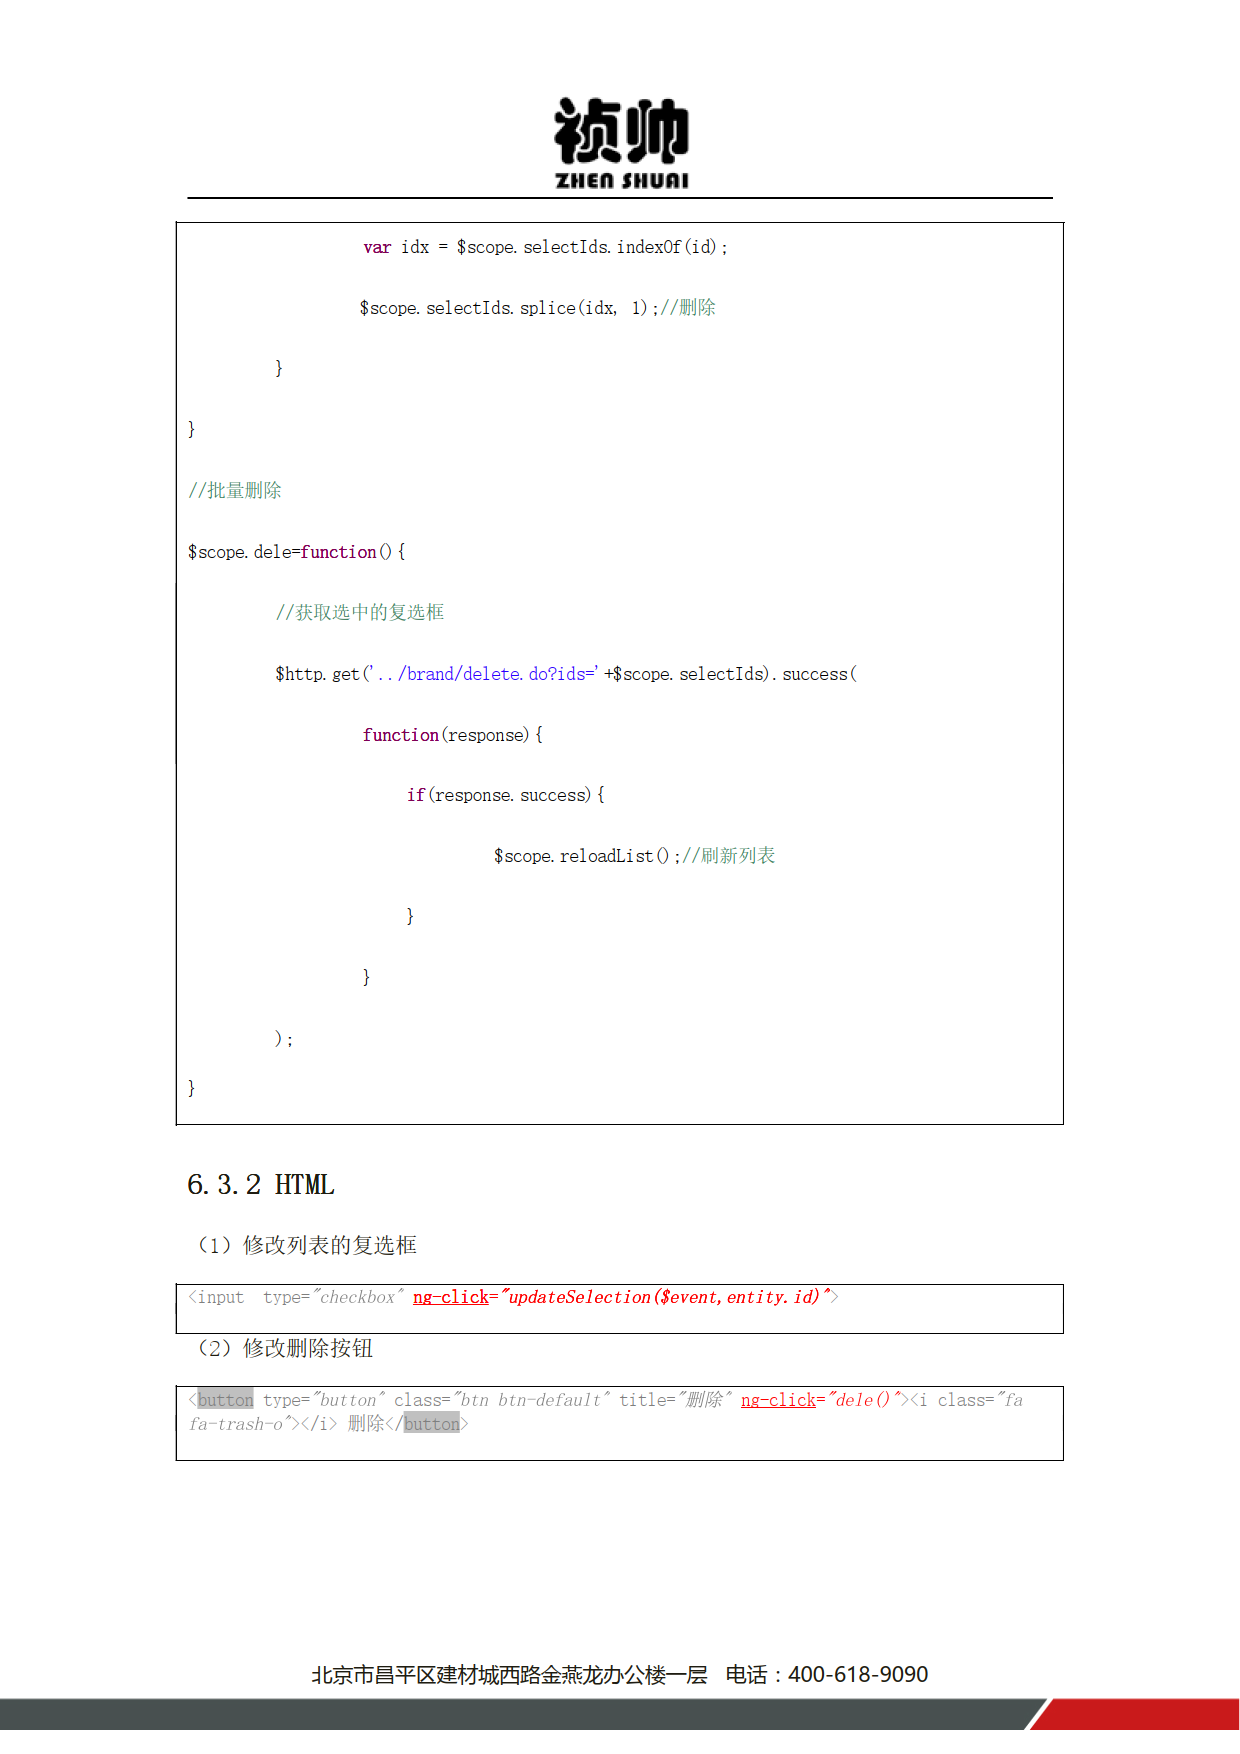 祯帅
ZHEN SHUAI
var idx = $scope.selectIds.indexOf(id);
$scope.selectIds.splice(idx, 1);//删除
}
}
//批量删除
$scope.dele=function(){
//获取选中的复选框
$http.get('../brand/delete.do?ids='+$scope.selectIds).success(
function(response){
if(response.success){
$scope.reloadList();//刷新列表
}
}
);
}
6.3.2 HTML
（1）修改列表的复选框
<input  type="checkbox" ng-click="updateSelection($event,entity.id)">
（2）修改删除按钮
<button type="button" class="btn btn-default" title="删除" ng-click="dele()"><i class="fa
fa-trash-o"></i> 删除</button>
北京市昌平区建材城西路金燕龙办公楼一层   电话：400-618-9090